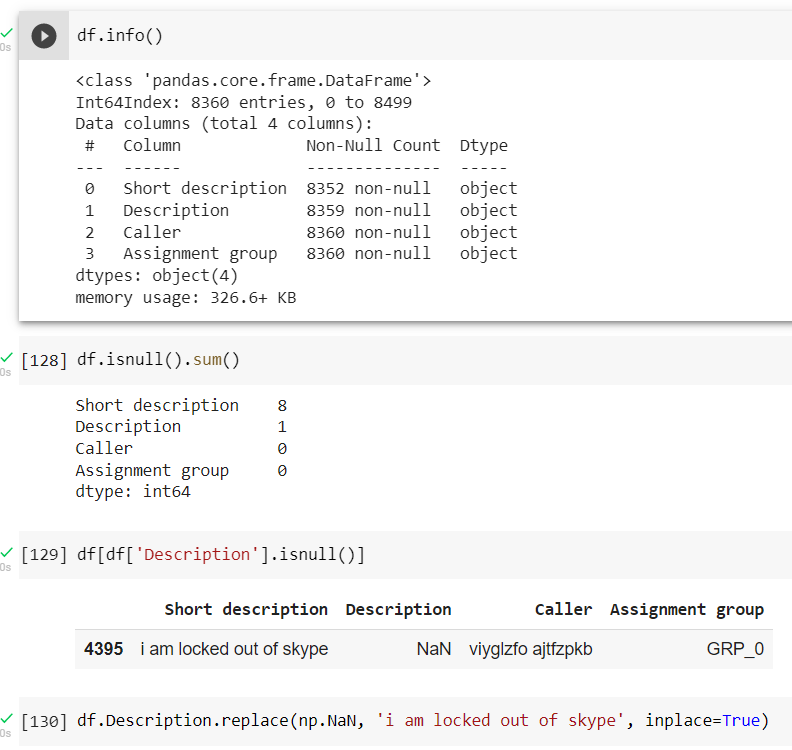 df.info()
0s
<class 'pandas.core.frame.DataFrame'>
Int64Index: 8360 entries, 0 to 8499
Data columns (total 4 columns):
 #   Column             Non-Null Count  Dtype
---  ------             --------------  -----
 0   Short description  8352 non-null   object
 1   Description        8359 non-null   object
 2   Caller             8360 non-null   object
 3   Assignment group   8360 non-null   object
dtypes: object(4)
memory usage: 326.6+ KB
[128] df.isnull().sum()
0s
Short description    8
Description          1
Caller               0
Assignment group     0
dtype: int64
[129] df[df['Description'].isnull()]
0s
Short description Description Caller Assignment group
4395 i am locked out of skype NaN viyglzfo ajtfzpkb GRP_0
[130] df.Description.replace(np.NaN, 'i am locked out of skype', inplace=True)
0s